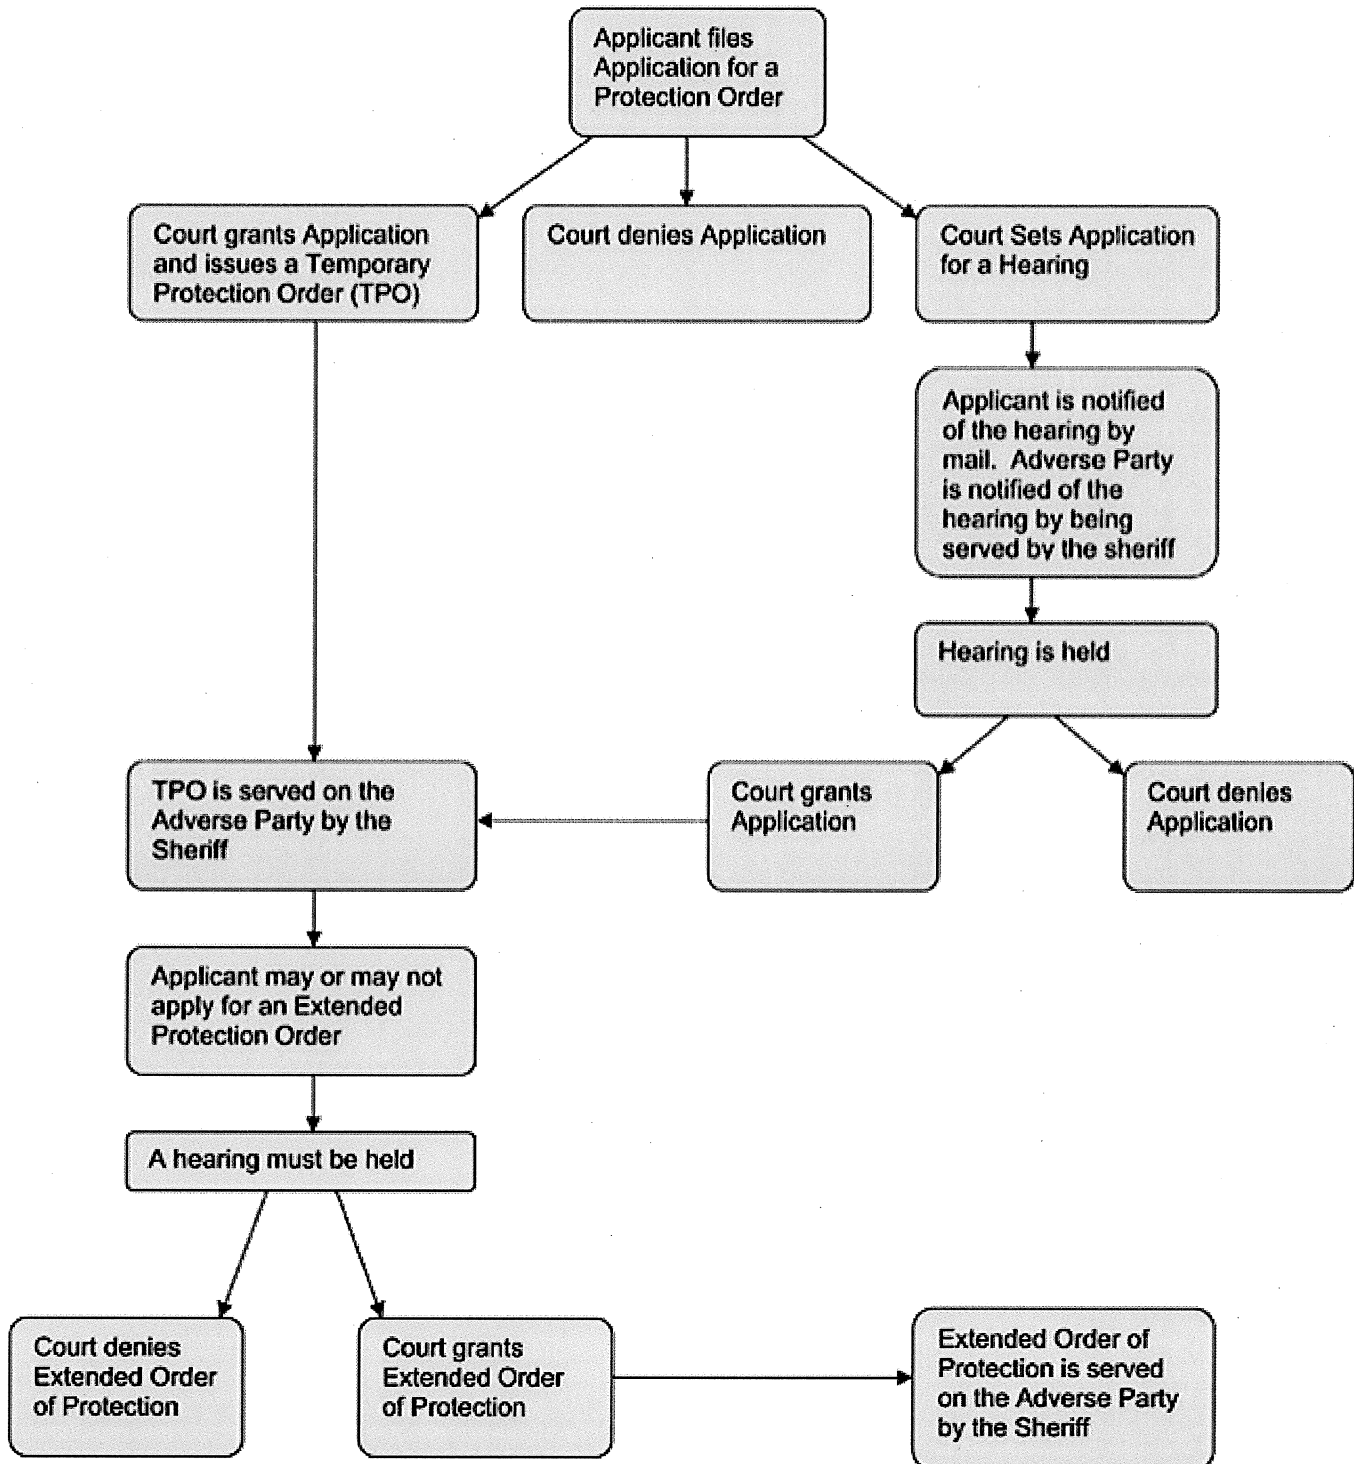 Applicant files
Application for a
Protection Order
Court grants Application
and issues a Temporary
Protection Order (TPO)
Court denies Application
Court Sets Application
for a Hearing
Applicant is notified
of the hearing by
mail.  Adverse Party
is notified of the
hearing by being
served by the sheriff
Hearing is held
TPO is served on the
Adverse Party by the
Sheriff
Court grants
Application
Court denies
Application
Applicant may or may not
apply for an Extended
Protection Order
A hearing must be held
Court denies
Extended Order
of Protection
Court grants
Extended Order
of Protection
Extended Order of
Protection is served
on the Adverse Party
by the Sheriff